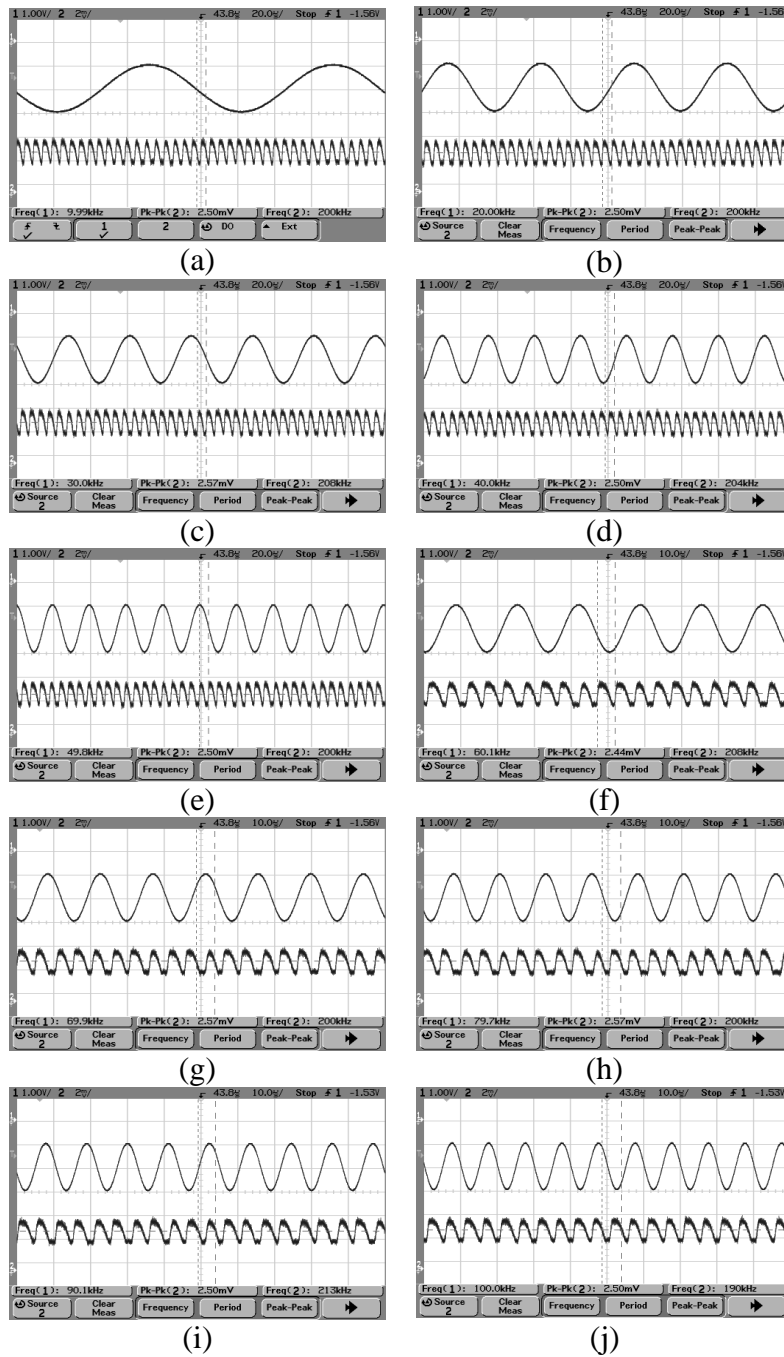 1 1.00V/ 2 2▽/ 43.8µs 20.0µs/ Stop 1 -1.56V
Freq(1): 9.99kHz Pk-Pk(2): 2.50mV Freq(2): 200kHz
1 2 DO Ext
(a)
1 1.00V/ 2 2▽/ 43.8µs 20.0µs/ Stop 1 -1.56V
Freq(1): 20.00kHz Pk-Pk(2): 2.50mV Freq(2): 200kHz
Source 2 Clear Meas Frequency Period Peak-Peak
(b)
1 1.00V/ 2 2▽/ 43.8µs 20.0µs/ Stop 1 -1.56V
Freq(1): 30.0kHz Pk-Pk(2): 2.57mV Freq(2): 208kHz
Source 2 Clear Meas Frequency Period Peak-Peak
(c)
1 1.00V/ 2 2▽/ 43.8µs 20.0µs/ Stop 1 -1.56V
Freq(1): 40.0kHz Pk-Pk(2): 2.50mV Freq(2): 204kHz
Source 2 Clear Meas Frequency Period Peak-Peak
(d)
1 1.00V/ 2 2▽/ 43.8µs 20.0µs/ Stop 1 -1.56V
Freq(1): 49.8kHz Pk-Pk(2): 2.50mV Freq(2): 200kHz
Source 2 Clear Meas Frequency Period Peak-Peak
(e)
1 1.00V/ 2 2▽/ 43.8µs 10.0µs/ Stop 1 -1.56V
Freq(1): 60.1kHz Pk-Pk(2): 2.44mV Freq(2): 208kHz
Source 2 Clear Meas Frequency Period Peak-Peak
(f)
1 1.00V/ 2 2▽/ 43.8µs 10.0µs/ Stop 1 -1.56V
Freq(1): 69.9kHz Pk-Pk(2): 2.57mV Freq(2): 200kHz
Source 2 Clear Meas Frequency Period Peak-Peak
(g)
1 1.00V/ 2 2▽/ 43.8µs 10.0µs/ Stop 1 -1.56V
Freq(1): 79.7kHz Pk-Pk(2): 2.57mV Freq(2): 200kHz
Source 2 Clear Meas Frequency Period Peak-Peak
(h)
1 1.00V/ 2 2▽/ 43.8µs 10.0µs/ Stop 1 -1.53V
Freq(1): 90.1kHz Pk-Pk(2): 2.50mV Freq(2): 213kHz
Source 2 Clear Meas Frequency Period Peak-Peak
(i)
1 1.00V/ 2 2▽/ 43.8µs 10.0µs/ Stop 1 -1.53V
Freq(1): 100.0kHz Pk-Pk(2): 2.50mV Freq(2): 190kHz
Source 2 Clear Meas Frequency Period Peak-Peak
(j)